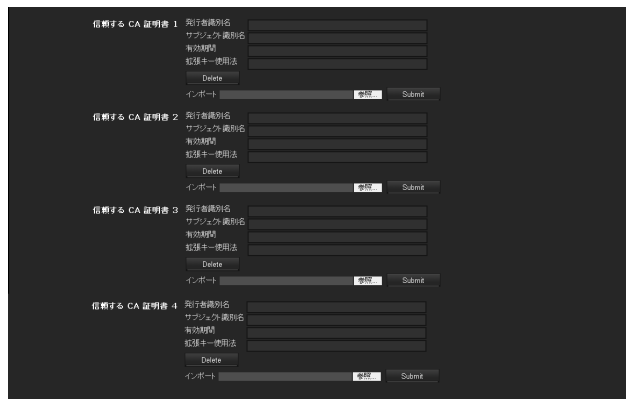 信頼する CA 証明書 1 発行者識別名
サブジェクト識別名
有効期間
拡張キー使用法
Delete
インポート 参照... Submit
信頼する CA 証明書 2 発行者識別名
サブジェクト識別名
有効期間
拡張キー使用法
Delete
インポート 参照... Submit
信頼する CA 証明書 3 発行者識別名
サブジェクト識別名
有効期間
拡張キー使用法
Delete
インポート 参照... Submit
信頼する CA 証明書 4 発行者識別名
サブジェクト識別名
有効期間
拡張キー使用法
Delete
インポート 参照... Submit